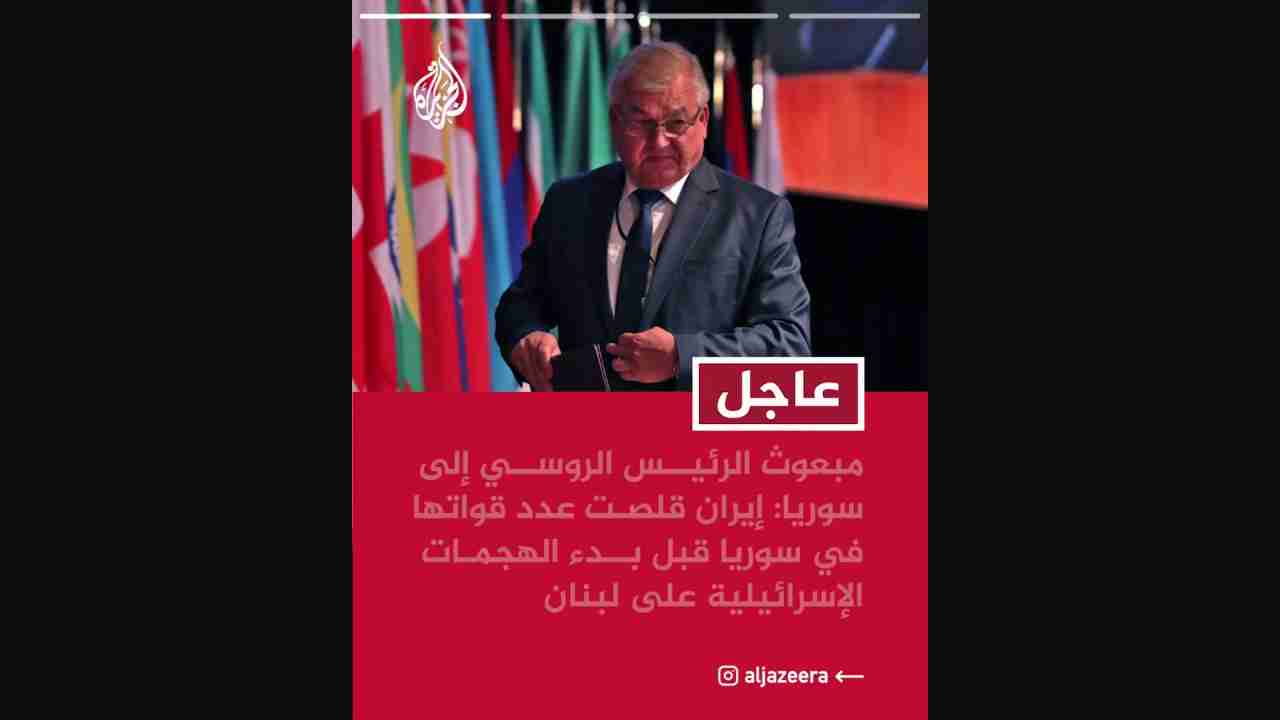 الجزيرة
عاجل
مبعوث الرئيس الروسي إلى
سوريا: إيران قلصت عدد قواتها
في سوريا قبل بدء الهجمات
الإسرائيلية على لبنان
aljazeera